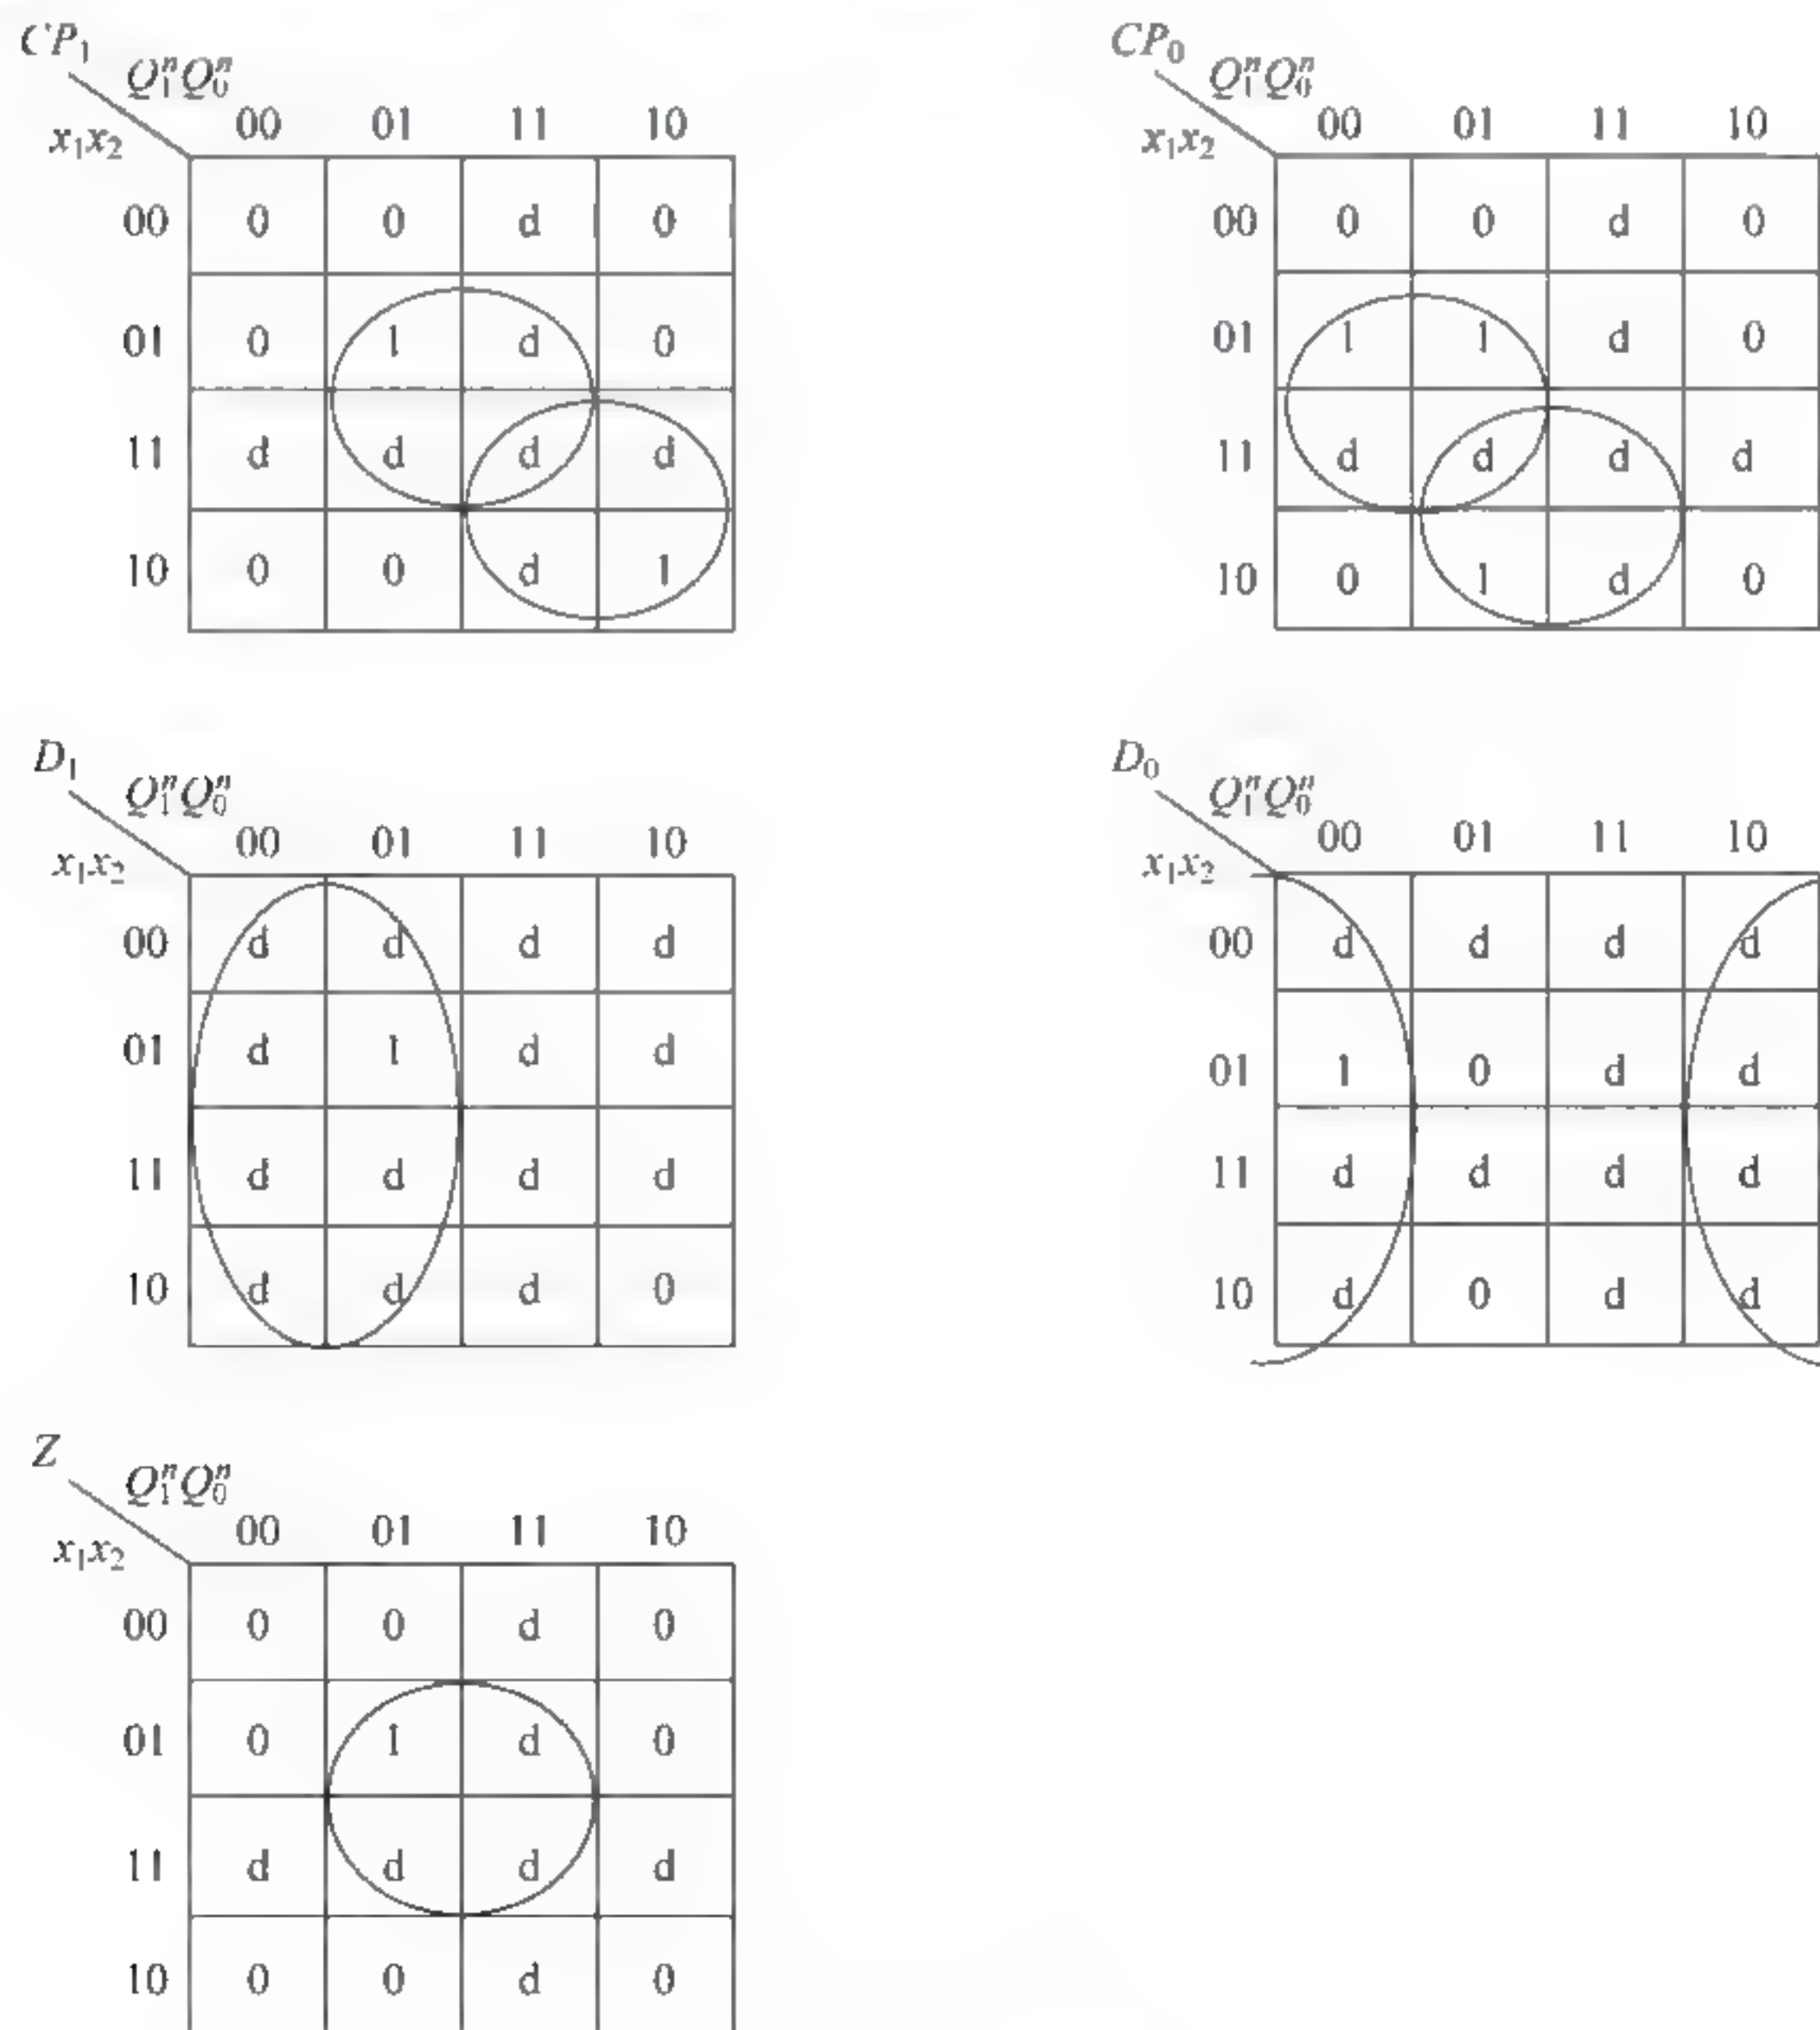 CP₁ Q₁ⁿQ₀ⁿ
x₁x₂ 00 01 11 10
00 0 0 d 0
01 0 1 d 0
11 d d d d
10 0 0 d 1
CP₀ Q₁ⁿQ₀ⁿ
x₁x₂ 00 01 11 10
00 0 0 d 0
01 1 1 d 0
11 d d d d
10 0 1 d 0
D₁ Q₁ⁿQ₀ⁿ
x₁x₂ 00 01 11 10
00 d d d d
01 d 1 d d
11 d d d d
10 d d d 0
D₀ Q₁ⁿQ₀ⁿ
x₁x₂ 00 01 11 10
00 d d d d
01 1 0 d d
11 d d d d
10 d 0 d d
Z Q₁ⁿQ₀ⁿ
x₁x₂ 00 01 11 10
00 0 0 d 0
01 0 1 d 0
11 d d d d
10 0 0 d 0